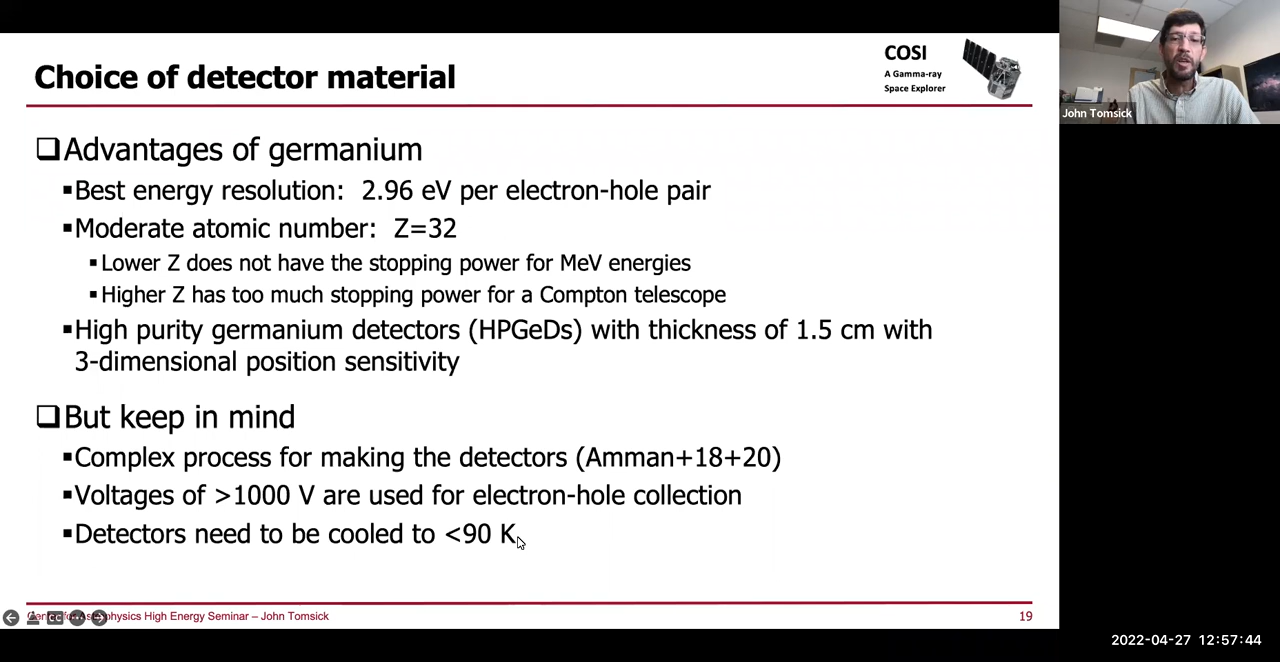 Choice of detector material
COSI
A Gamma-ray
Space Explorer
Advantages of germanium
Best energy resolution: 2.96 eV per electron-hole pair
Moderate atomic number: Z=32
Lower Z does not have the stopping power for MeV energies
Higher Z has too much stopping power for a Compton telescope
High purity germanium detectors (HPGeDs) with thickness of 1.5 cm with
3-dimensional position sensitivity
But keep in mind
Complex process for making the detectors (Amman+18+20)
Voltages of >1000 V are used for electron-hole collection
Detectors need to be cooled to <90 K
Center for Astrophysics High Energy Seminar – John Tomsick
19
John Tomsick
2022-04-27 12:57:44